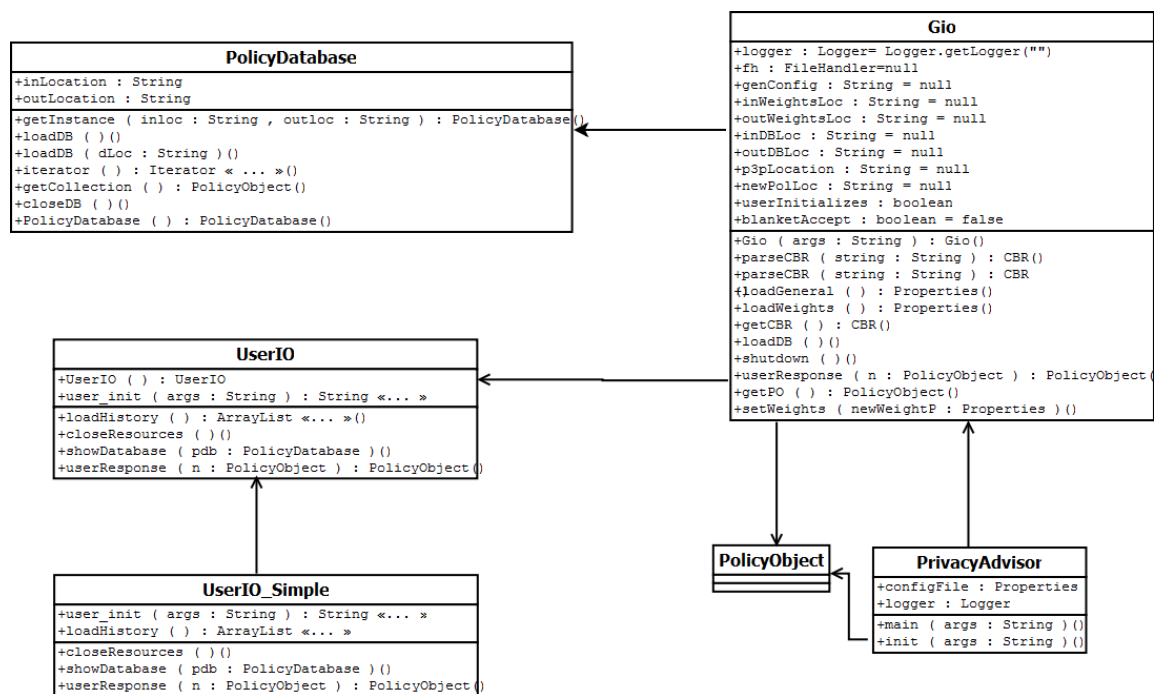 PolicyDatabase
+inLocation : String
+outLocation : String
+getInstance ( inloc : String , outloc : String ) : PolicyDatabase()
+loadDB ( )()
+loadDB ( dLoc : String )()
+iterator ( ) : Iterator « ... »()
+getCollection ( ) : PolicyObject()
+closeDB ( )()
+PolicyDatabase ( ) : PolicyDatabase()
Gio
+logger : Logger= Logger.getLogger("")
+fh : FileHandler=null
+genConfig : String = null
+inWeightsLoc : String = null
+outWeightsLoc : String = null
+inDBLoc : String = null
+outDBLoc : String = null
+p3pLocation : String = null
+newPolLoc : String = null
+userInitializes : boolean
+blanketAccept : boolean = false
+Gio ( args : String ) : Gio()
+parseCBR ( string : String ) : CBR()
+parseCBR ( string : String ) : CBR
()
+loadGeneral ( ) : Properties()
+loadWeights ( ) : Properties()
+getCBR ( ) : CBR()
+loadDB ( )()
+shutdown ( )()
+userResponse ( n : PolicyObject ) : PolicyObject(
+getPO ( ) : PolicyObject()
+setWeights ( newWeightP : Properties )()
UserIO
+UserIO ( ) : UserIO
+user_init ( args : String ) : String «... »
+loadHistory ( ) : ArrayList «... »()
+closeResources ( )()
+showDatabase ( pdb : PolicyDatabase )()
+userResponse ( n : PolicyObject ) : PolicyObject()
UserIO_Simple
+user_init ( args : String ) : String «... »
+loadHistory ( ) : ArrayList «... »
+closeResources ( )()
+showDatabase ( pdb : PolicyDatabase )()
+userResponse ( n : PolicyObject ) : PolicyObject()
PolicyObject
PrivacyAdvisor
+configFile : Properties
+logger : Logger
+main ( args : String )()
+init ( args : String )()